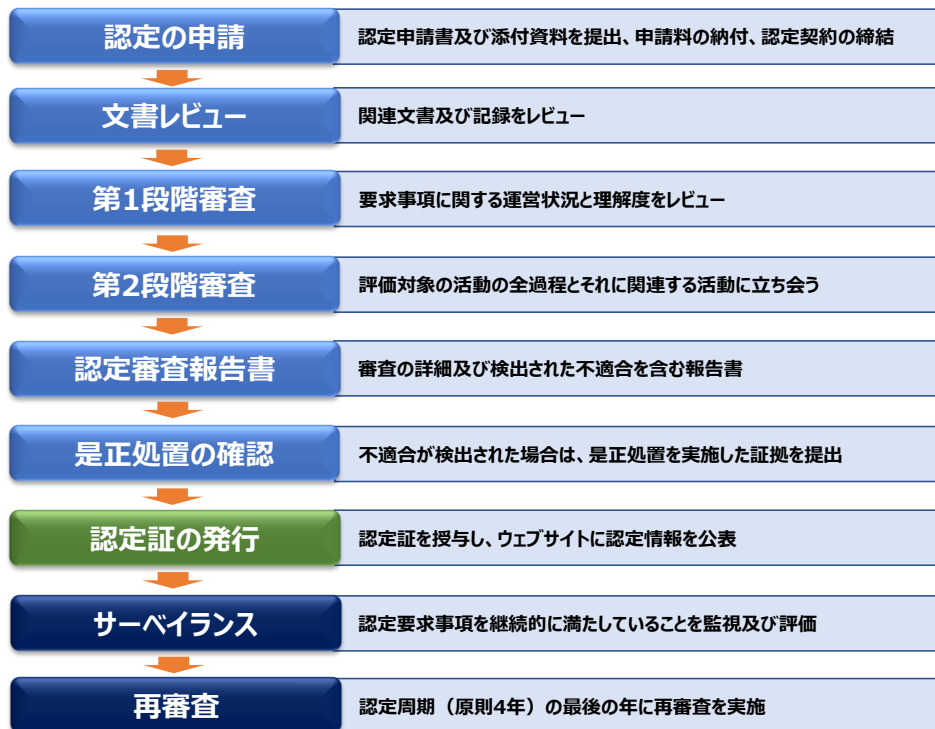 認定の申請
認定申請書及び添付資料を提出、申請料の納付、認定契約の締結
文書レビュー
関連文書及び記録をレビュー
第1段階審査
要求事項に関する運営状況と理解度をレビュー
第2段階審査
評価対象の活動の全過程とそれに関連する活動に立ち会う
認定審査報告書
審査の詳細及び検出された不適合を含む報告書
是正処置の確認
不適合が検出された場合は、是正処置を実施した証拠を提出
認定証の発行
認定証を授与し、ウェブサイトに認定情報を公表
サーベイランス
認定要求事項を継続的に満たしていることを監視及び評価
再審査
認定周期（原則4年）の最後の年に再審査を実施